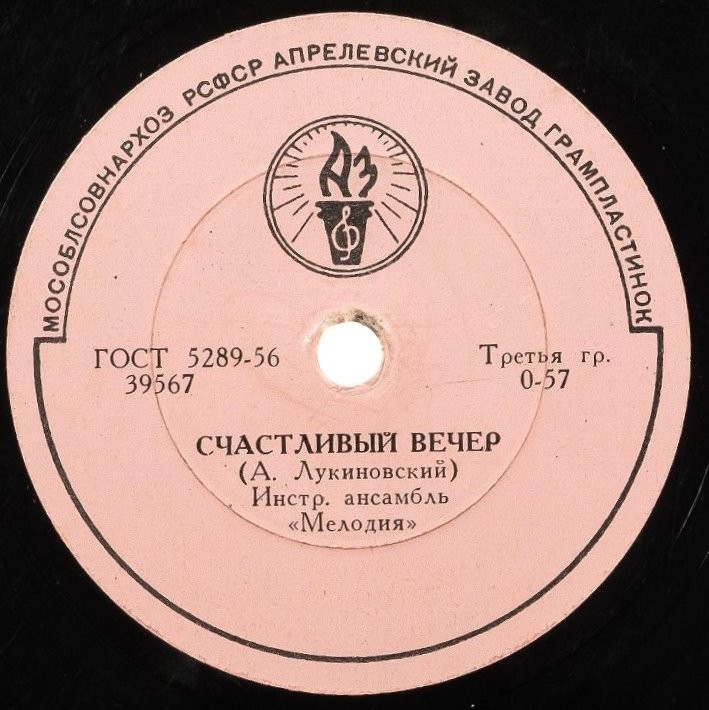 МОСОБЛСОВНАРХОЗ РСФСР АПРЕЛЕВСКИЙ ЗАВОД ГРАМПЛАСТИНОК
АЗ
ГОСТ 5289-56
39567
Третья гр.
0-57
СЧАСТЛИВЫЙ ВЕЧЕР
(А. Лукиновский)
Инстр. ансамбль
«Мелодия»